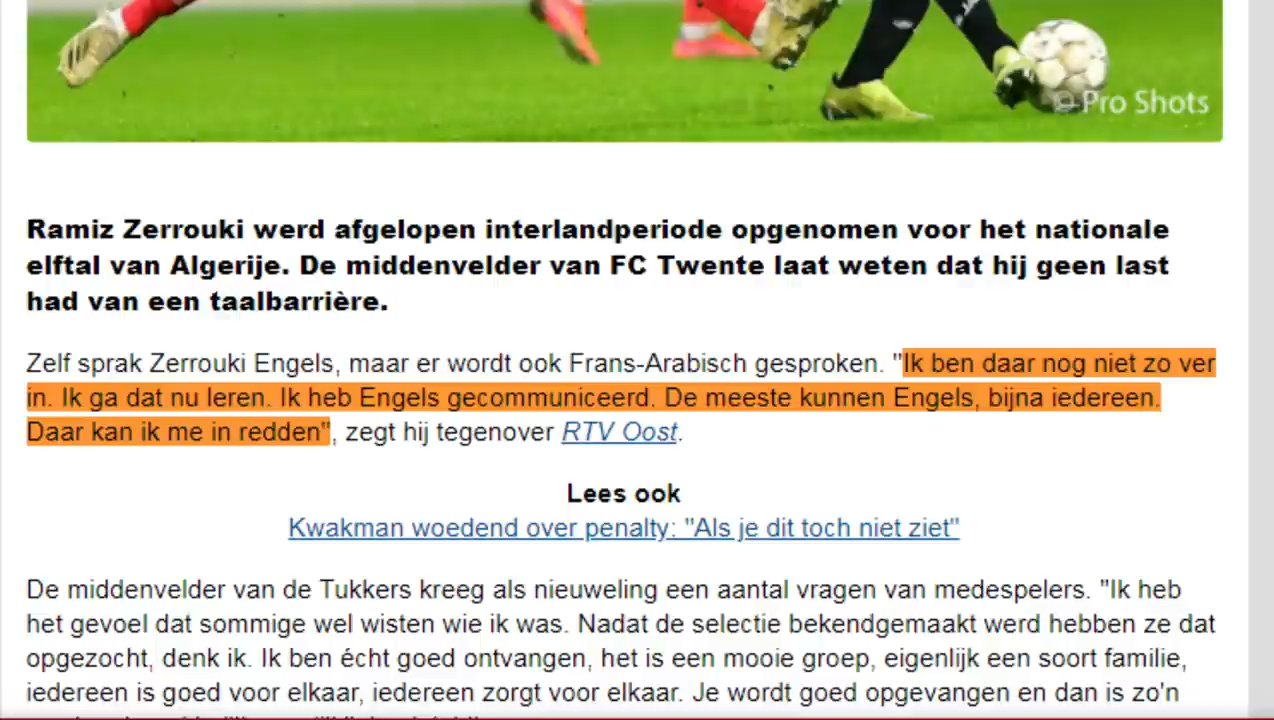 © Pro Shots
Ramiz Zerrouki werd afgelopen interlandperiode opgenomen voor het nationale
elftal van Algerije. De middenvelder van FC Twente laat weten dat hij geen last
had van een taalbarrière.
Zelf sprak Zerrouki Engels, maar er wordt ook Frans-Arabisch gesproken. "Ik ben daar nog niet zo ver
in. Ik ga dat nu leren. Ik heb Engels gecommuniceerd. De meeste kunnen Engels, bijna iedereen.
Daar kan ik me in redden", zegt hij tegenover RTV Oost.
Lees ook
Kwakman woedend over penalty: "Als je dit toch niet ziet"
De middenvelder van de Tukkers kreeg als nieuweling een aantal vragen van medespelers. "Ik heb
het gevoel dat sommige wel wisten wie ik was. Nadat de selectie bekendgemaakt werd hebben ze dat
opgezocht, denk ik. Ik ben écht goed ontvangen, het is een mooie groep, eigenlijk een soort familie,
iedereen is goed voor elkaar, iedereen zorgt voor elkaar. Je wordt goed opgevangen en dan is zo'n